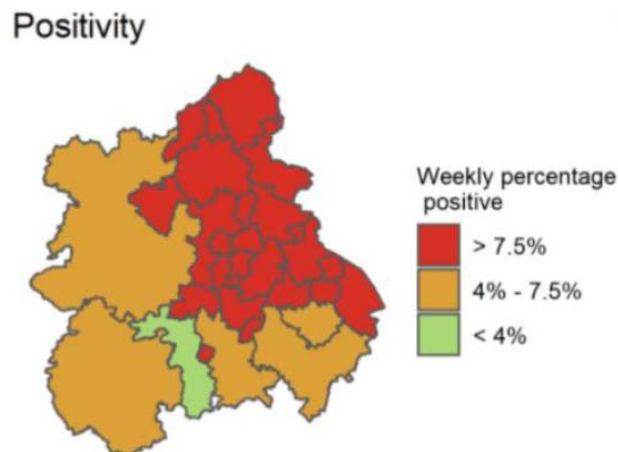 Positivity
Weekly percentage
positive
> 7.5%
4% - 7.5%
< 4%